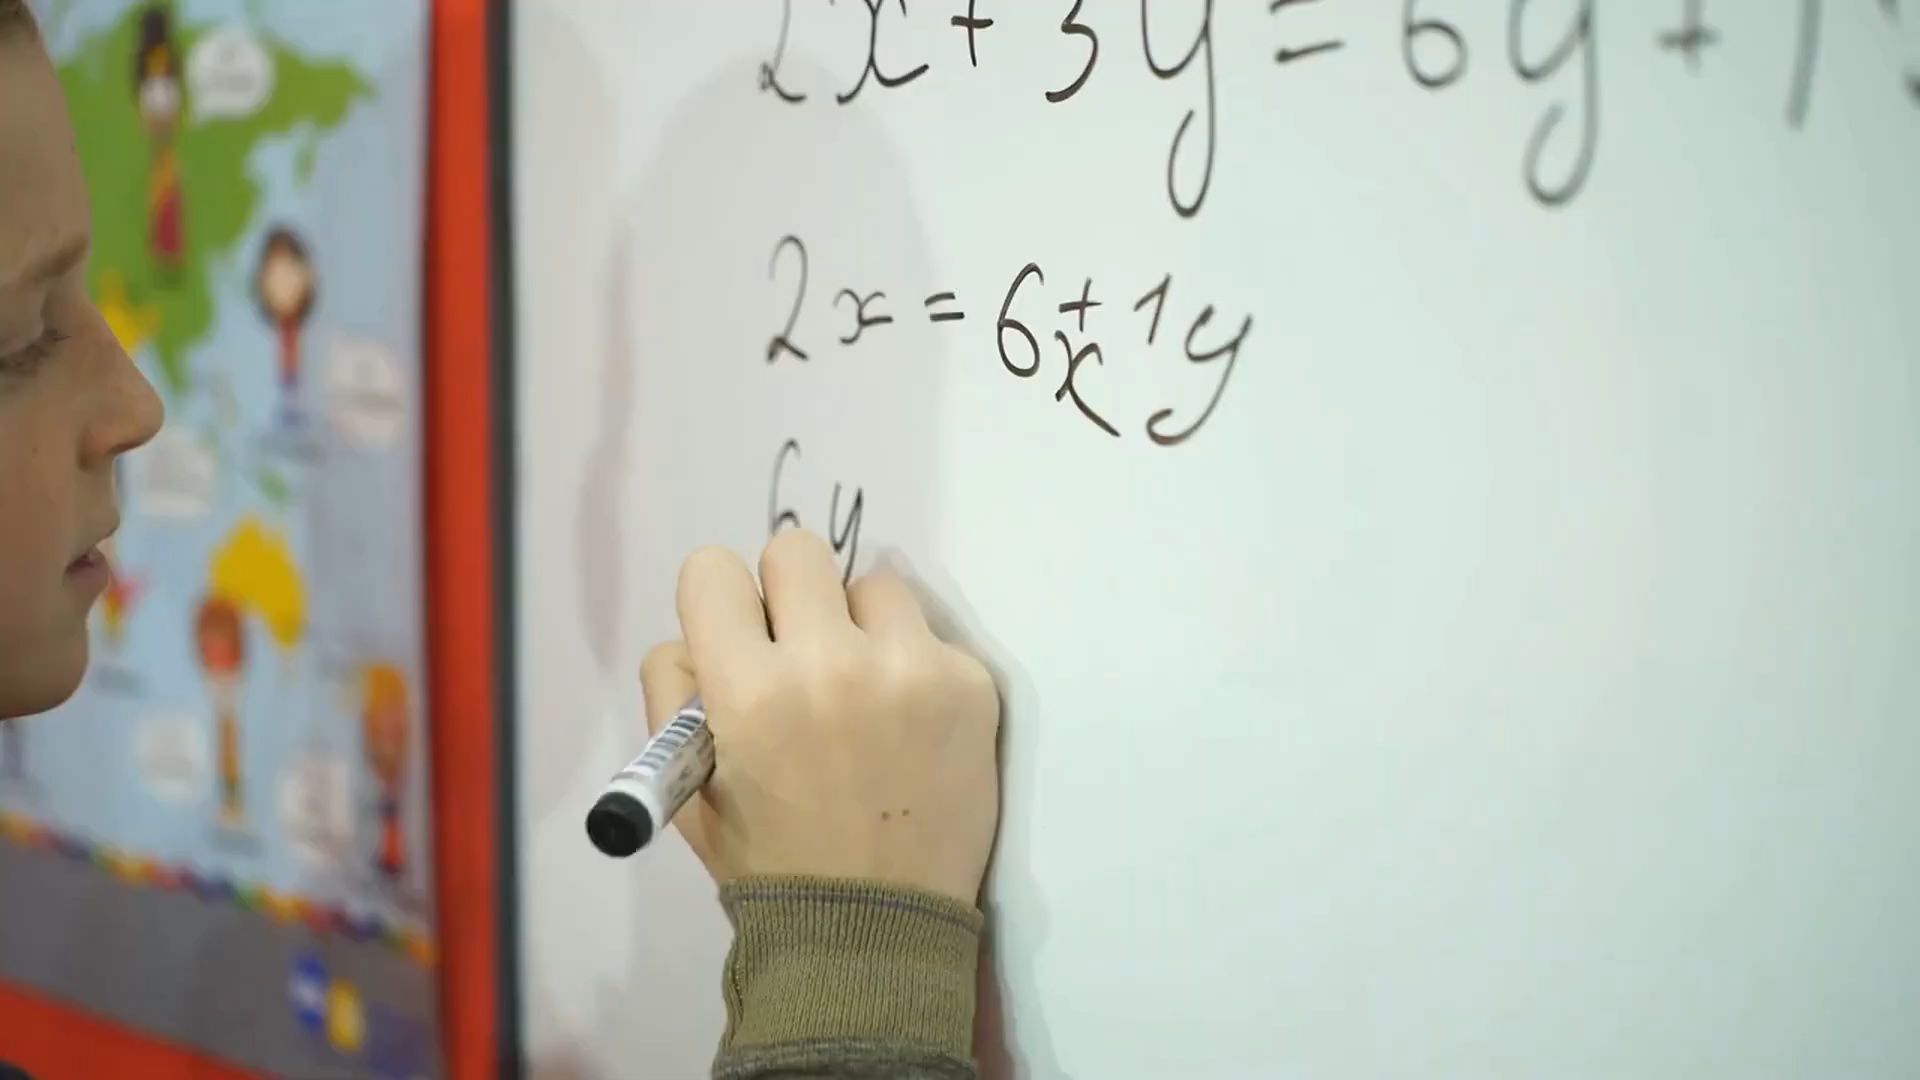 2x + 3y = 6y + 1
2x = 6x + 1y
6y